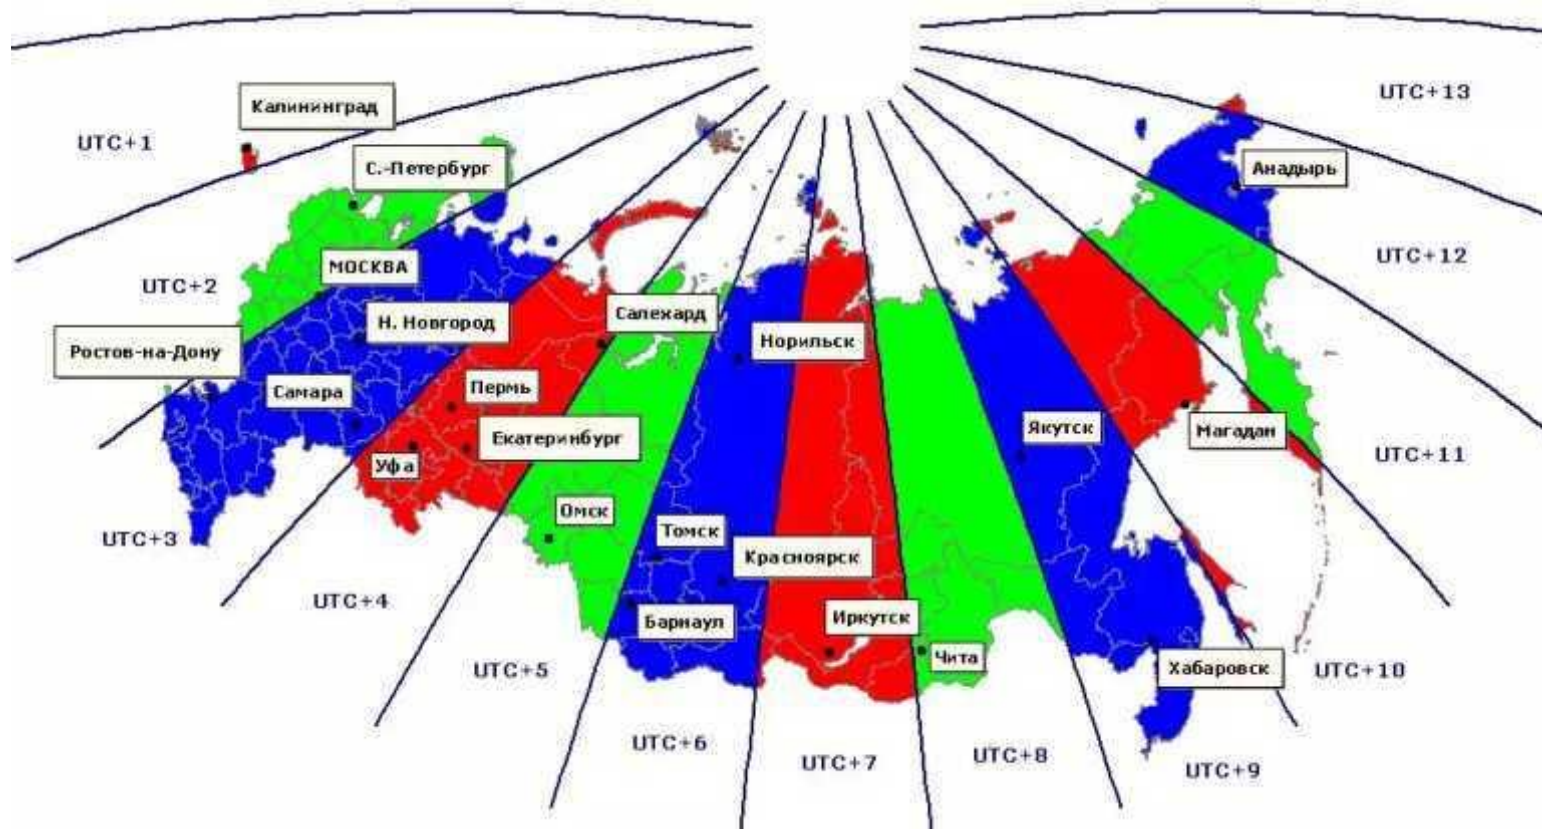 UTC+13
Калининград
UTC+1
С.-Петербург
Анадырь
UTC+12
МОСКВА
UTC+2
Салехард
Н. Новгород
Норильск
Ростов-на-Дону
Пермь
Самара
Якутск
Магадан
Екатеринбург
UTC+11
Уфа
Омск
Томск
UTC+3
Красноярск
UTC+4
Иркутск
Барнаул
Чита
Хабаровск
UTC+10
UTC+5
UTC+6
UTC+8
UTC+7
UTC+9